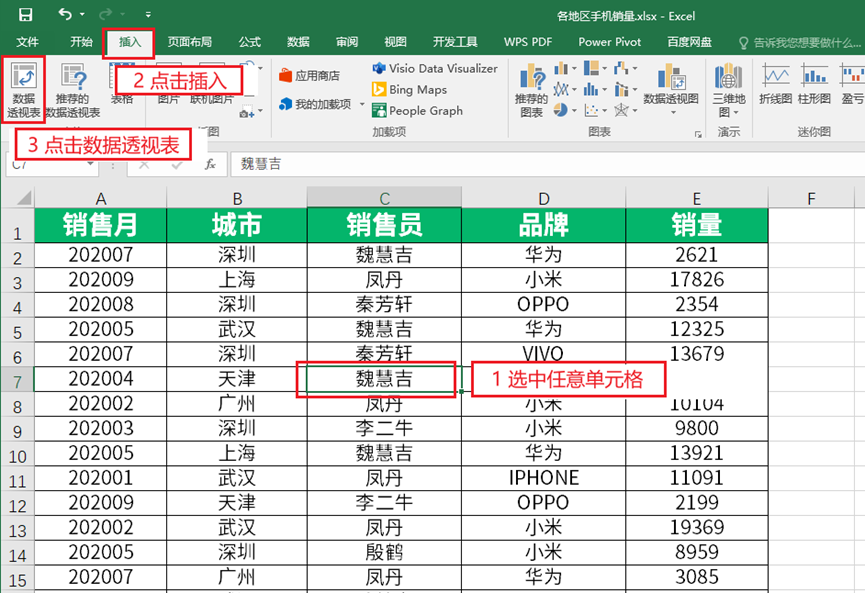 各地区手机销量.xlsx - Excel
文件 开始 插入 页面布局 公式 数据 审阅 视图 开发工具 WPS PDF Power Pivot 百度网盘 告诉我您想要做什么...
数据
透视表
推荐的
数据透视表
表格
图片
联机图片
2 点击插入
应用商店
我的加载项
Visio Data Visualizer
Bing Maps
People Graph
加载项
推荐的
图表
数据透视图
图表
三维地
图
演示
折线图 柱形图 盈亏
迷你图
3 点击数据透视表
C7 fx 魏慧吉
A B C D E F
1 销售月 城市 销售员 品牌 销量
2 202007 深圳 魏慧吉 华为 2621
3 202009 上海 凤丹 小米 17826
4 202008 深圳 秦芳轩 OPPO 2354
5 202005 武汉 魏慧吉 华为 12325
6 202007 深圳 秦芳轩 VIVO 13679
7 202004 天津 魏慧吉
1 选中任意单元格
8 202002 广州 凤丹 小米 10104
9 202003 深圳 李二牛 小米 9800
10 202005 上海 魏慧吉 华为 13921
11 202001 武汉 凤丹 IPHONE 11091
12 202009 天津 李二牛 OPPO 2199
13 202002 武汉 凤丹 小米 19369
14 202005 深圳 殷鹤 小米 8959
15 202007 广州 凤丹 华为 3085